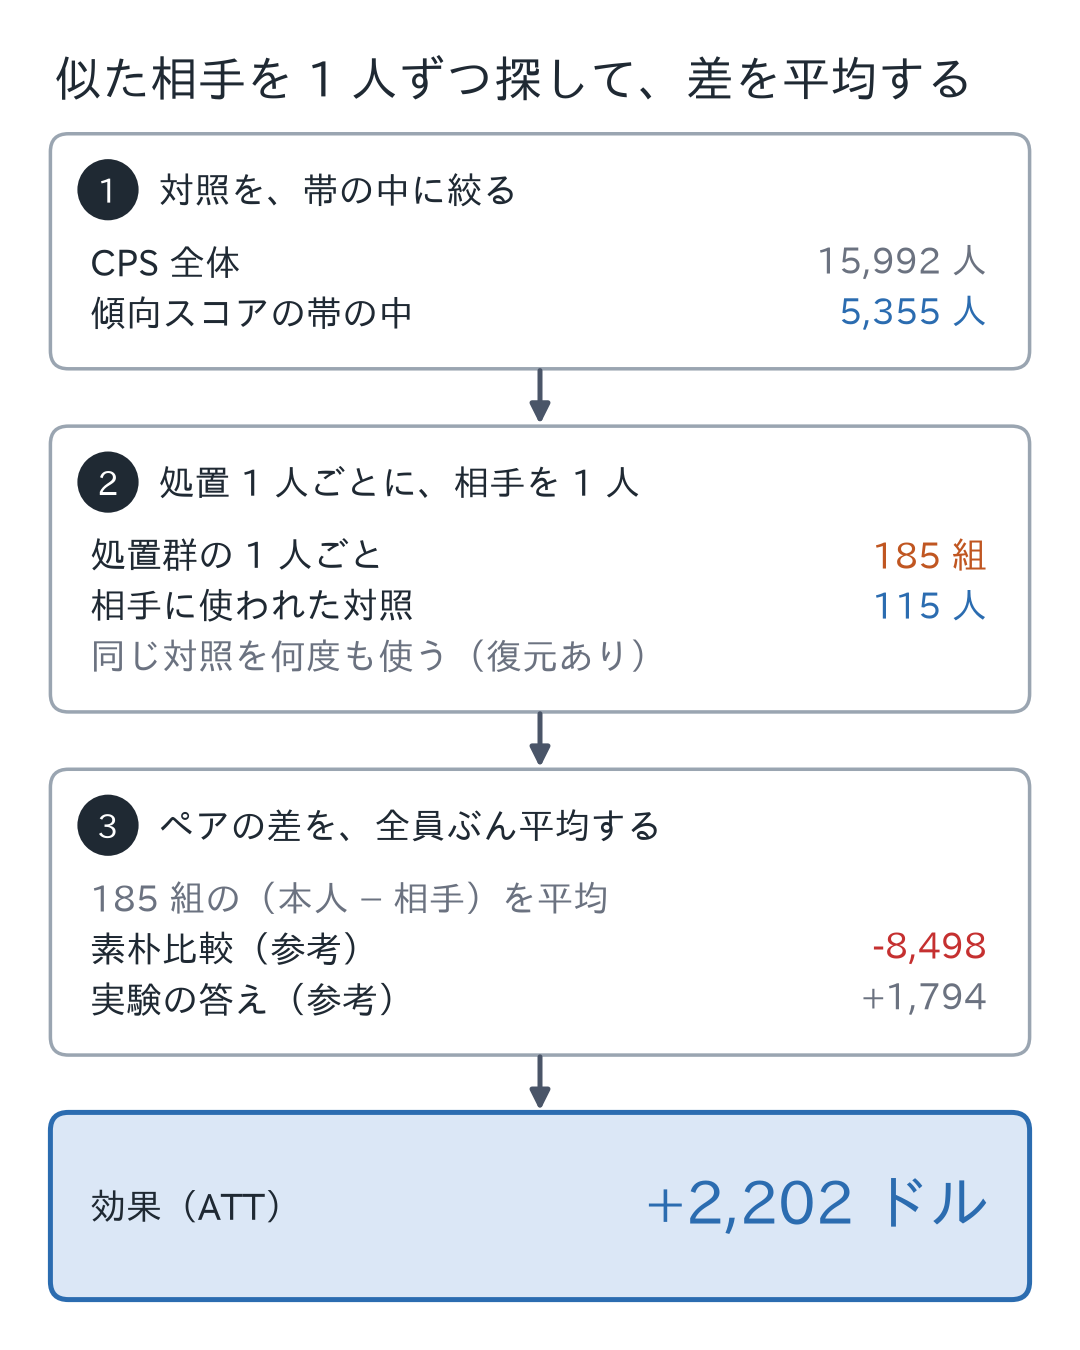 似た相手を 1 人ずつ探して、差を平均する
1 対照を、帯の中に絞る
CPS 全体 15,992 人
傾向スコアの帯の中 5,355 人
2 処置 1 人ごとに、相手を 1 人
処置群の 1 人ごと 185 組
相手に使われた対照 115 人
同じ対照を何度も使う（復元あり）
3 ペアの差を、全員ぶん平均する
185 組の（本人 − 相手）を平均
素朴比較（参考） -8,498
実験の答え（参考） +1,794
効果（ATT） +2,202 ドル